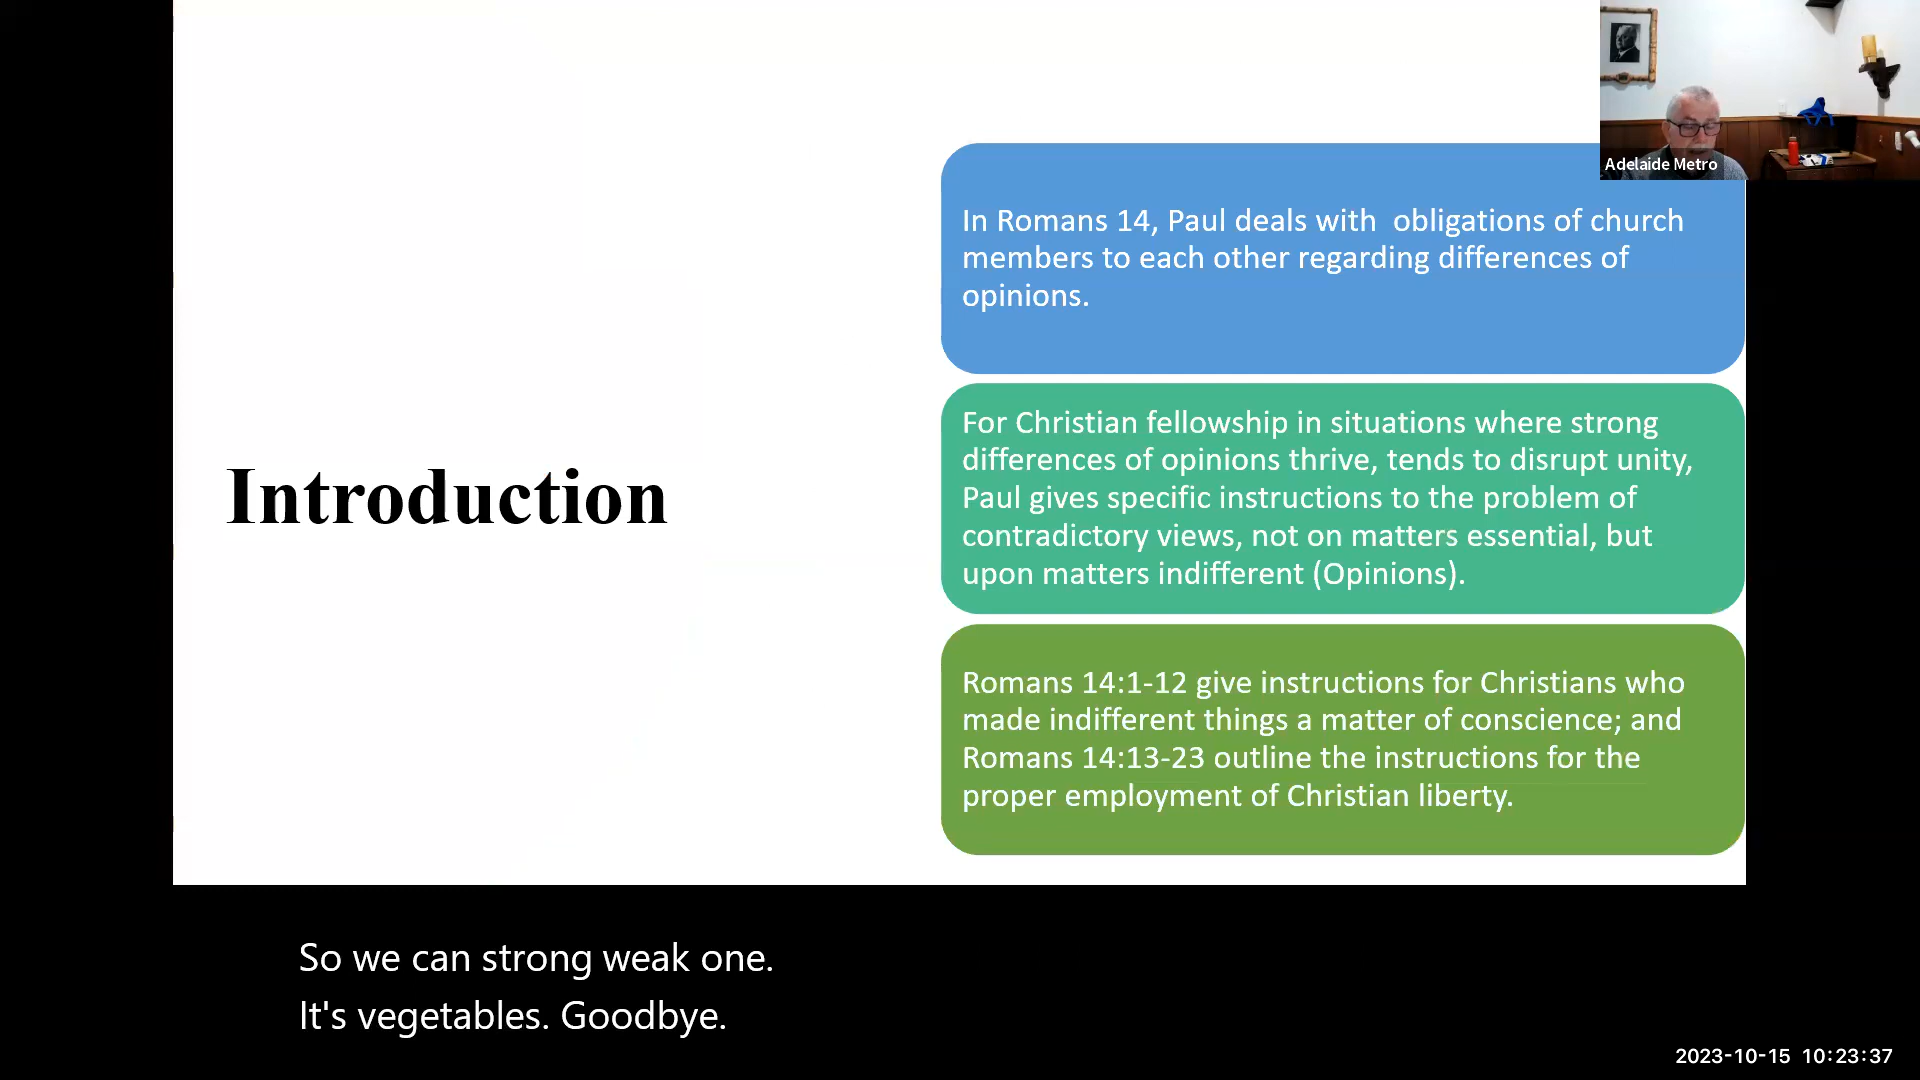 Adelaide Metro
In Romans 14, Paul deals with  obligations of church
members to each other regarding differences of
opinions.
For Christian fellowship in situations where strong
differences of opinions thrive, tends to disrupt unity,
Paul gives specific instructions to the problem of
contradictory views, not on matters essential, but
upon matters indifferent (Opinions).
Introduction
Romans 14:1-12 give instructions for Christians who
made indifferent things a matter of conscience; and
Romans 14:13-23 outline the instructions for the
proper employment of Christian liberty.
So we can strong weak one.
It's vegetables. Goodbye.
2023-10-15 10:23:37